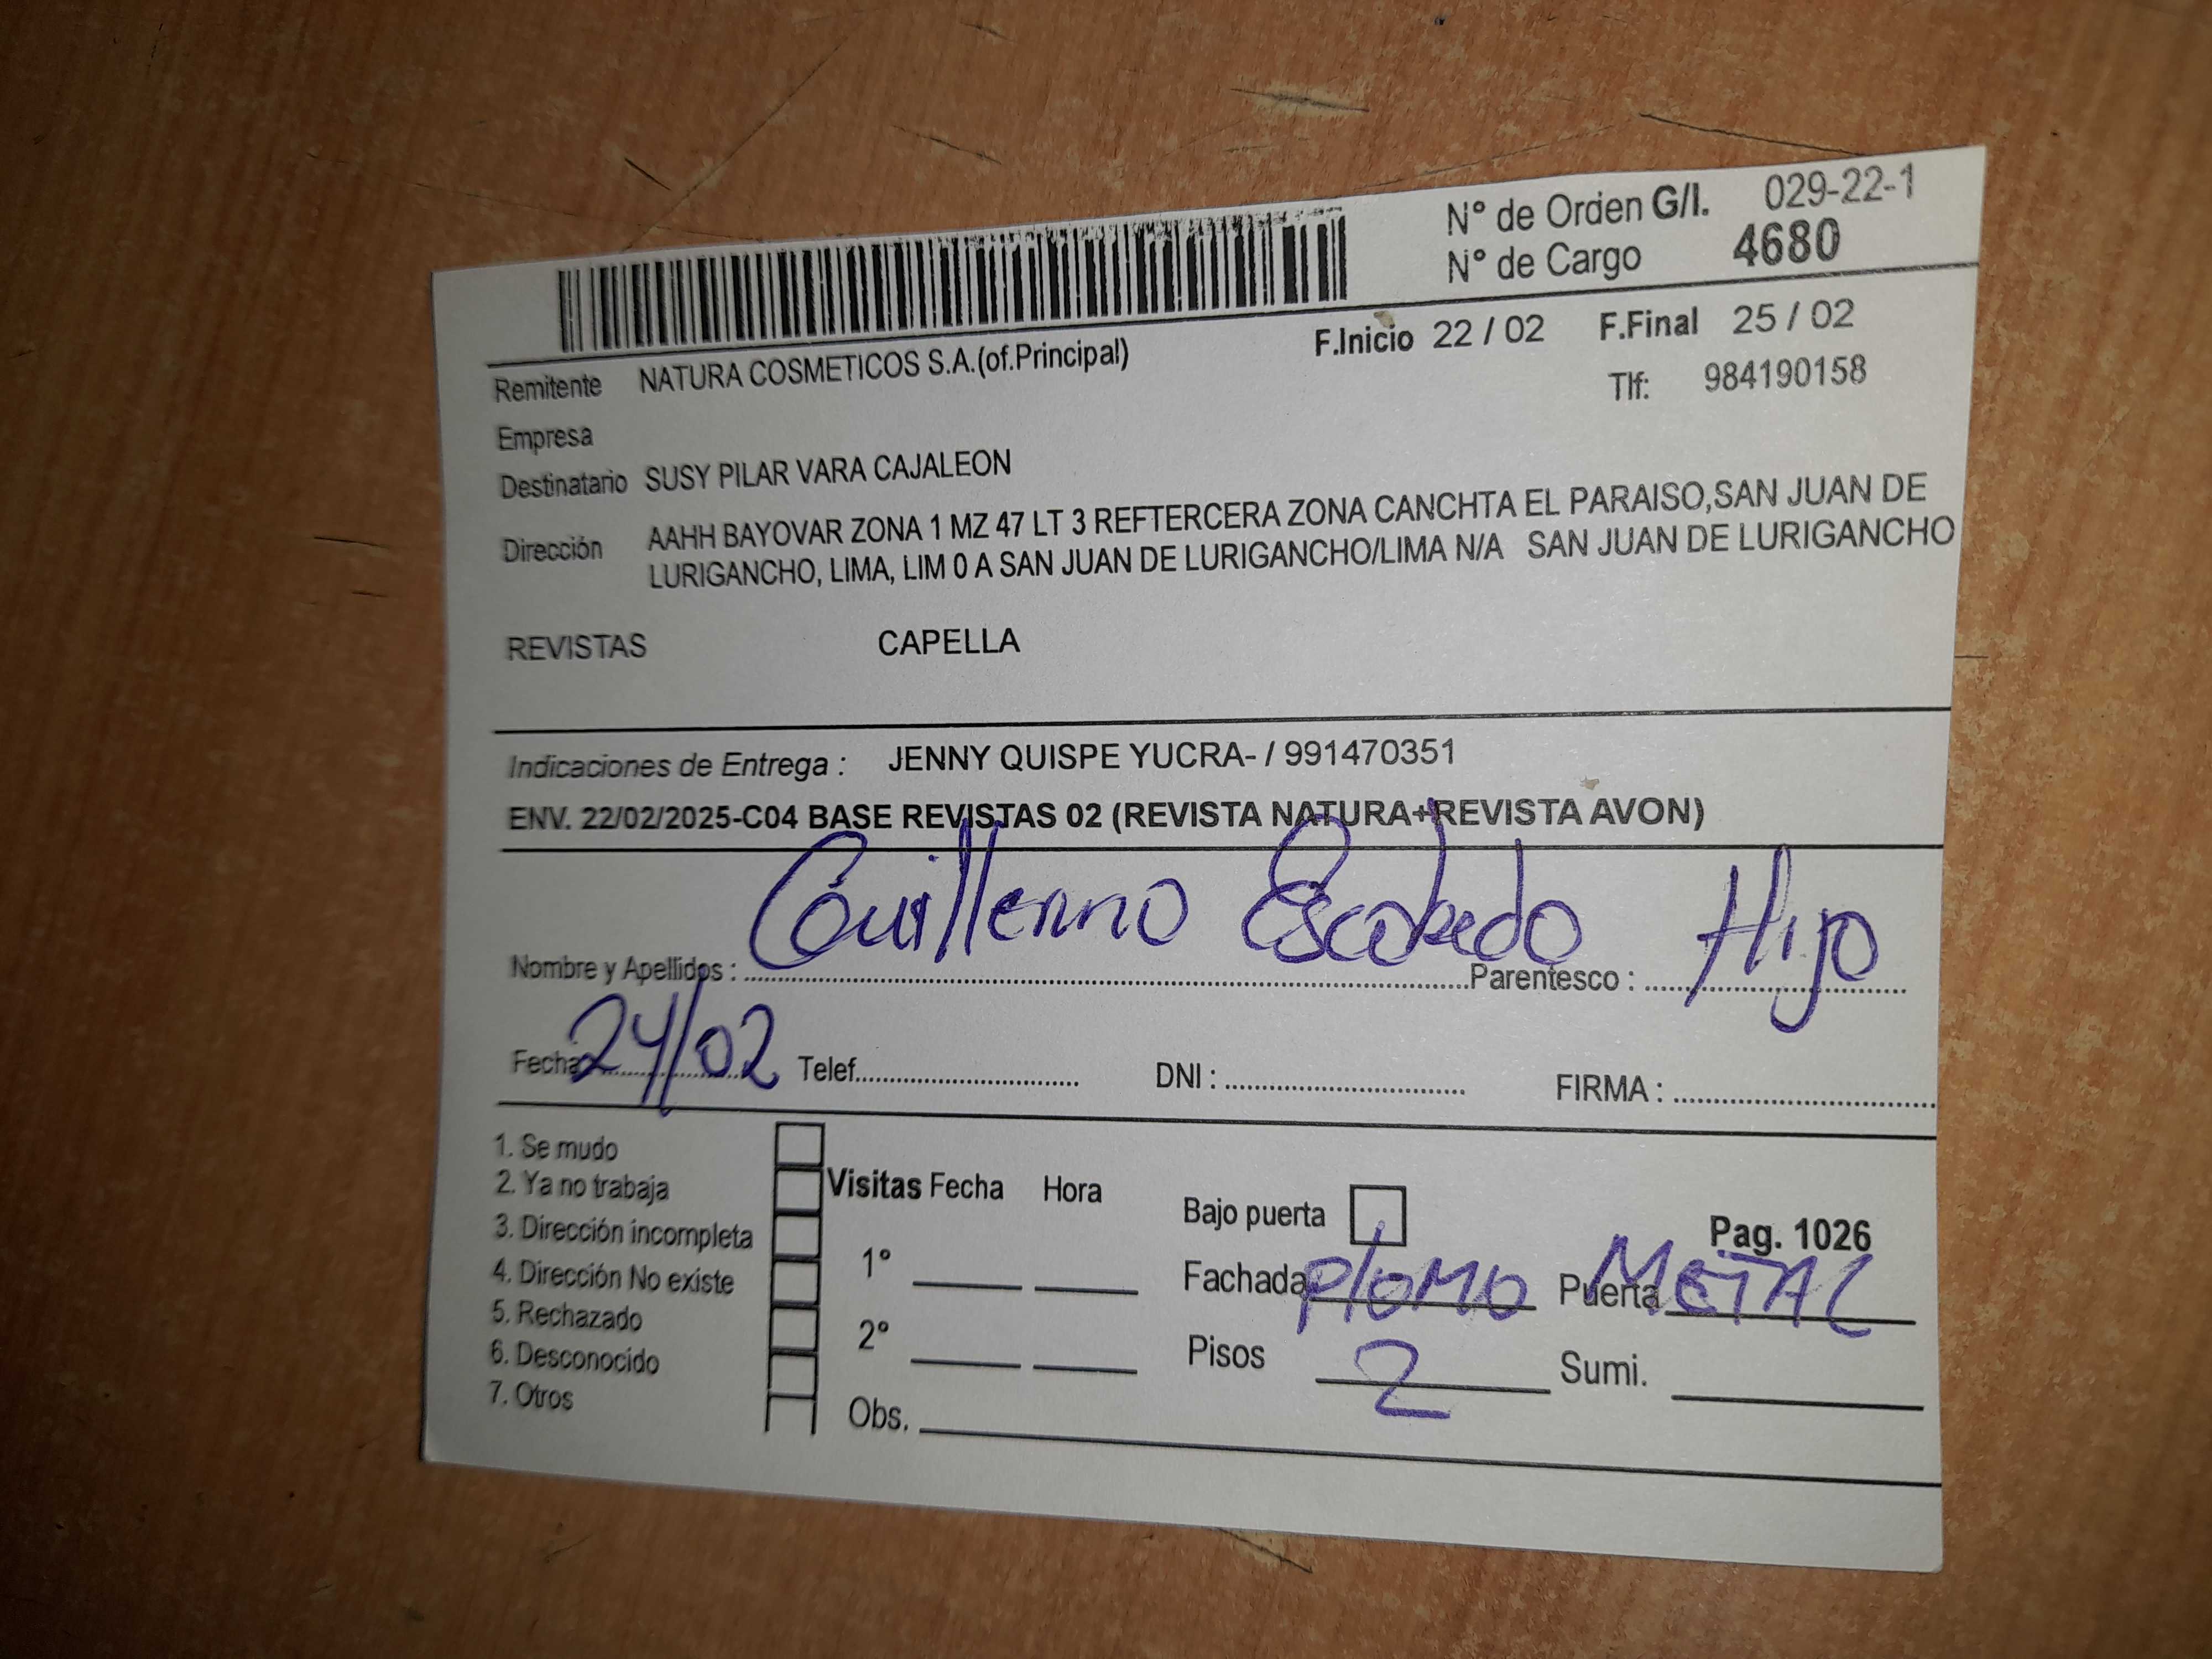 N° de Orden G/I. 029-22-1
N° de Cargo 4680
F.Inicio 22 / 02 F.Final 25 / 02
Remitente NATURA COSMETICOS S.A.(of.Principal)
Tlf: 984190158
Empresa
Destinatario SUSY PILAR VARA CAJALEON
Dirección AAHH BAYOVAR ZONA 1 MZ 47 LT 3 REFTERCERA ZONA CANCHTA EL PARAISO,SAN JUAN DE
LURIGANCHO, LIMA, LIM 0 A SAN JUAN DE LURIGANCHO/LIMA N/A SAN JUAN DE LURIGANCHO
REVISTAS CAPELLA
Indicaciones de Entrega : JENNY QUISPE YUCRA- / 991470351
ENV. 22/02/2025-C04 BASE REVISTAS 02 (REVISTA NATURA+REVISTA AVON)
Nombre y Apellidos : Guillermo Escobedo Parentesco : Hijo
Fecha 24/02 Telef. DNI : FIRMA :
1. Se mudo
2. Ya no trabaja
3. Dirección incompleta
4. Dirección No existe
5. Rechazado
6. Desconocido
7. Otros
Visitas Fecha Hora
1°
2°
Obs.
Bajo puerta
Pag. 1026
Fachada plomo Puerta METAL
Pisos 2 Sumi.